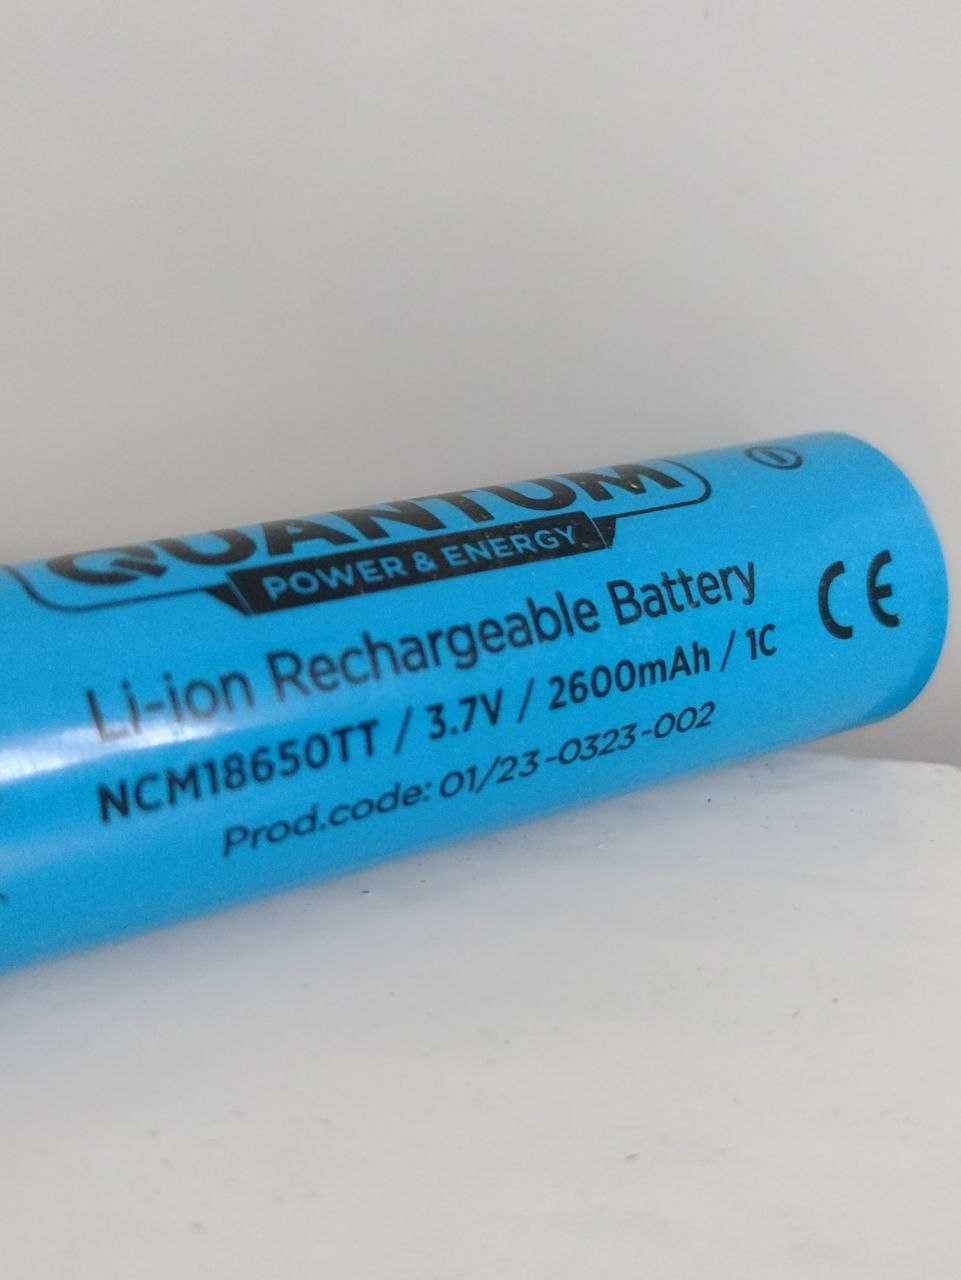 QUANTUM
POWER & ENERGY
Li-ion Rechargeable Battery
NCM18650TT / 3.7V / 2600mAh / 1C
Prod.code: 01/23-0323-002
CE